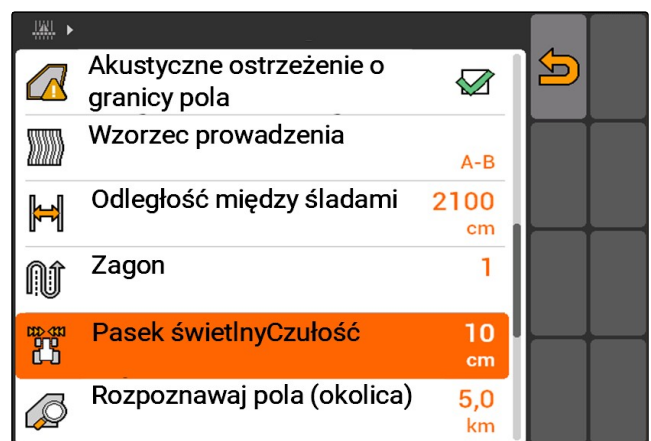 Akustyczne ostrzeżenie o
granicy pola
Wzorzec prowadzenia
A-B
Odległość między śladami 2100
cm
Zagon 1
Pasek świetlnyCzułość 10
cm
Rozpoznawaj pola (okolica) 5,0
km